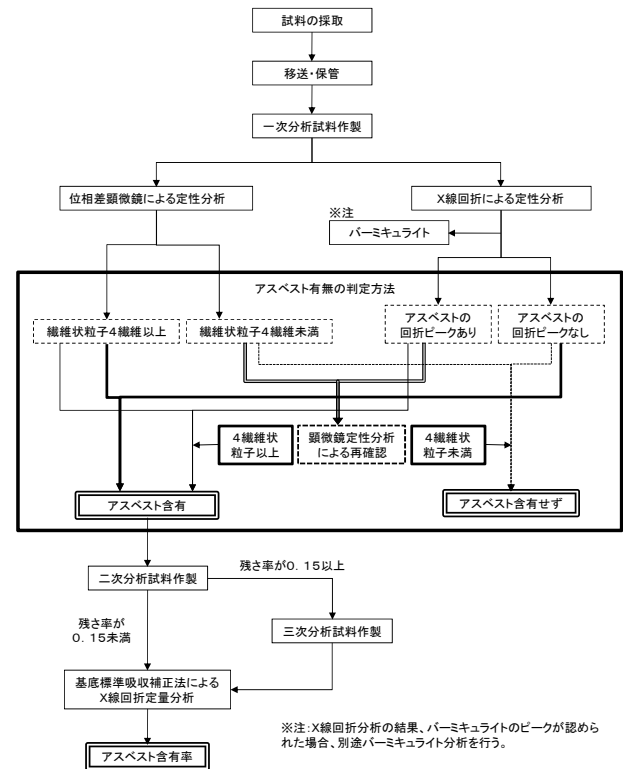 試料の採取
移送・保管
一次分析試料作製
位相差顕微鏡による定性分析
X線回折による定性分析
※注
バーミキュライト
アスベスト有無の判定方法
繊維状粒子4繊維以上
繊維状粒子4繊維未満
アスベストの
回折ピークあり
アスベストの
回折ピークなし
4繊維状
粒子以上
顕微鏡定性分析
による再確認
4繊維状
粒子未満
アスベスト含有
アスベスト含有せず
二次分析試料作製
残さ率が0．15以上
残さ率が
0．15未満
三次分析試料作製
基底標準吸収補正法による
X線回折定量分析
アスベスト含有率
※注：X線回折分析の結果、バーミキュライトのピークが認めら
れた場合、別途バーミキュライト分析を行う。